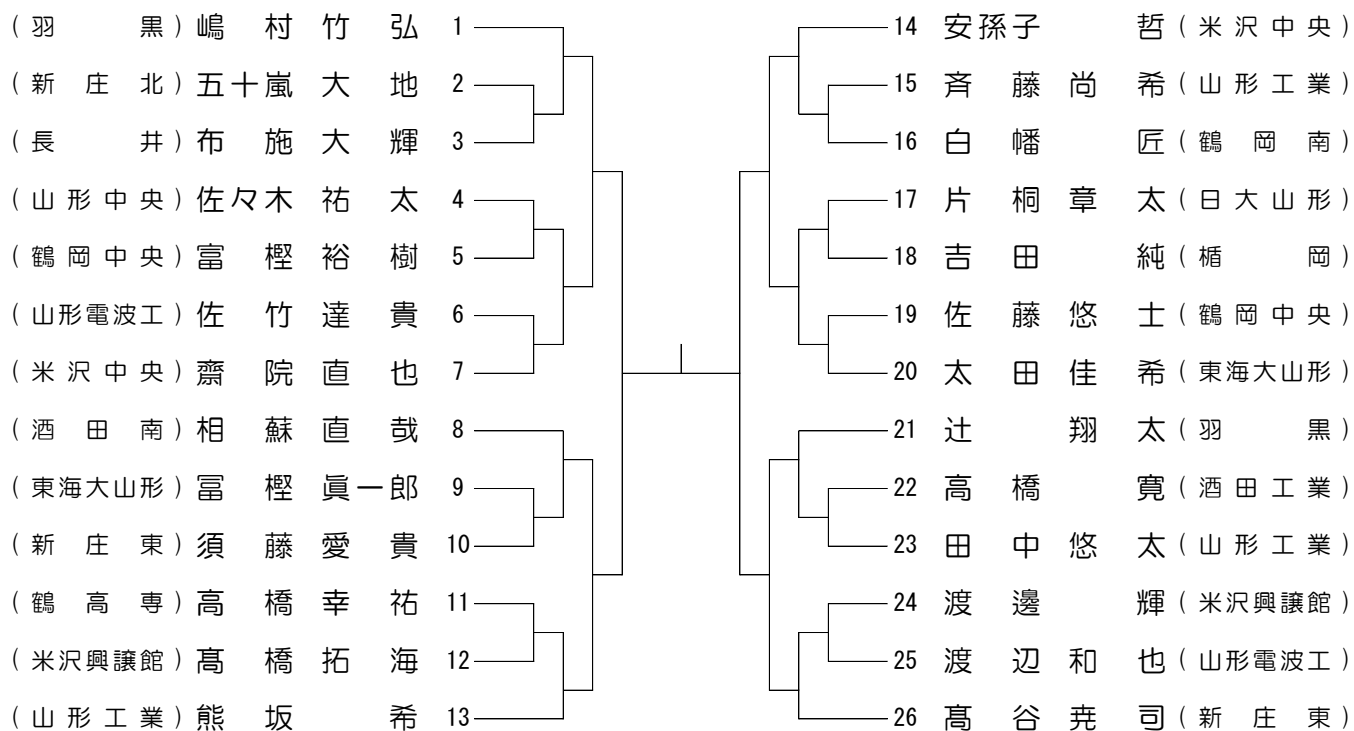 (羽黒) 嶋村竹弘 1
(新庄北) 五十嵐大地 2
(長井) 布施大輝 3
(山形中央) 佐々木祐太 4
(鶴岡中央) 富樫裕樹 5
(山形電波工) 佐竹達貴 6
(米沢中央) 齋院直也 7
(酒田南) 相蘇直哉 8
(東海大山形) 冨樫眞一郎 9
(新庄東) 須藤愛貴 10
(鶴高専) 高橋幸祐 11
(米沢興譲館) 髙橋拓海 12
(山形工業) 熊坂希 13
14 安孫子哲 (米沢中央)
15 斉藤尚希 (山形工業)
16 白幡匠 (鶴岡南)
17 片桐章太 (日大山形)
18 吉田純 (楯岡)
19 佐藤悠士 (鶴岡中央)
20 太田佳希 (東海大山形)
21 辻翔太 (羽黒)
22 高橋寛 (酒田工業)
23 田中悠太 (山形工業)
24 渡邊輝 (米沢興譲館)
25 渡辺和也 (山形電波工)
26 髙谷尭司 (新庄東)